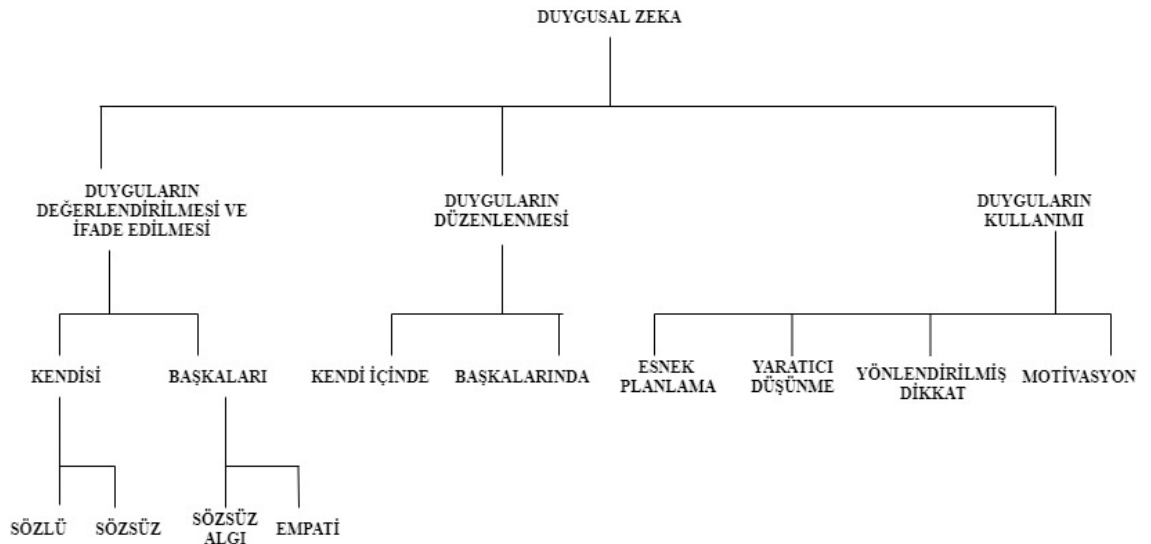 DUYGUSAL ZEKA
DUYGULARIN
DEĞERLENDİRİLMESİ VE
İFADE EDİLMESİ
DUYGULARIN
DÜZENLENMESİ
DUYGULARIN
KULLANIMI
KENDİSİ
BAŞKALARI
KENDİ İÇİNDE
BAŞKALARINDA
ESNEK
PLANLAMA
YARATICI
DÜŞÜNME
YÖNLENDİRİLMİŞ
DİKKAT
MOTİVASYON
SÖZLÜ
SÖZSÜZ
SÖZSÜZ
ALGI
EMPATİ